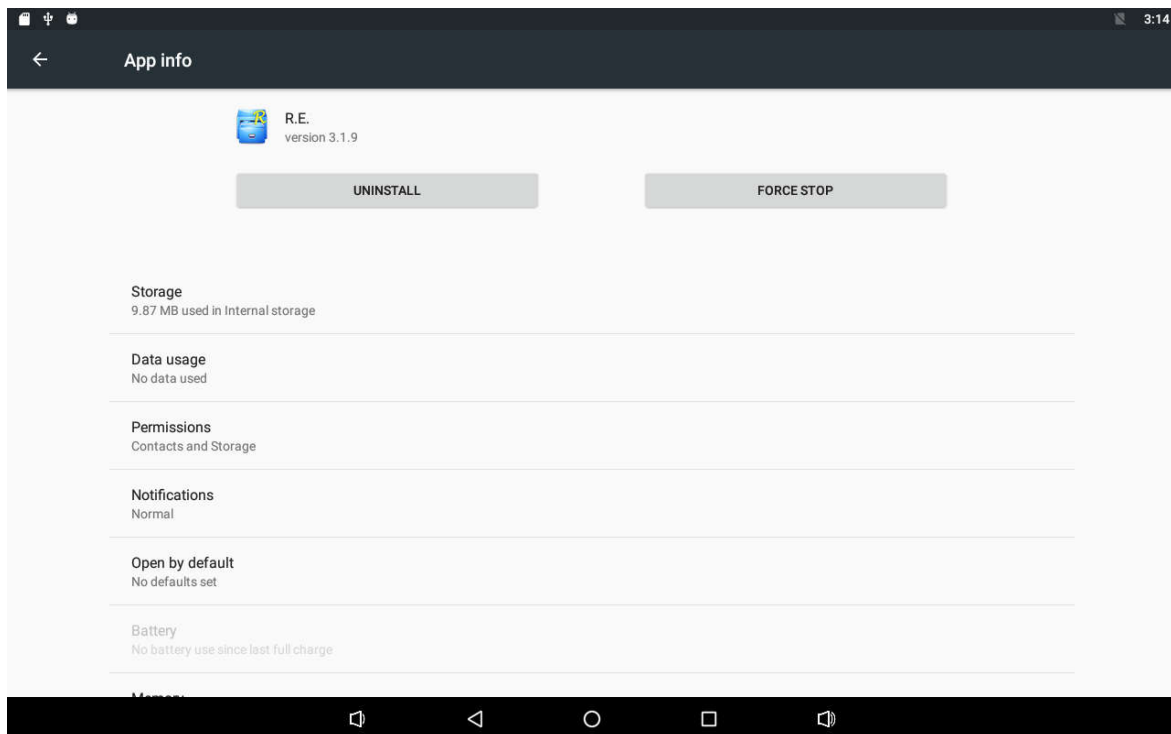 3:14
App info
R.E.
version 3.1.9
UNINSTALL
FORCE STOP
Storage
9.87 MB used in Internal storage
Data usage
No data used
Permissions
Contacts and Storage
Notifications
Normal
Open by default
No defaults set
Battery
No battery use since last full charge
Memory